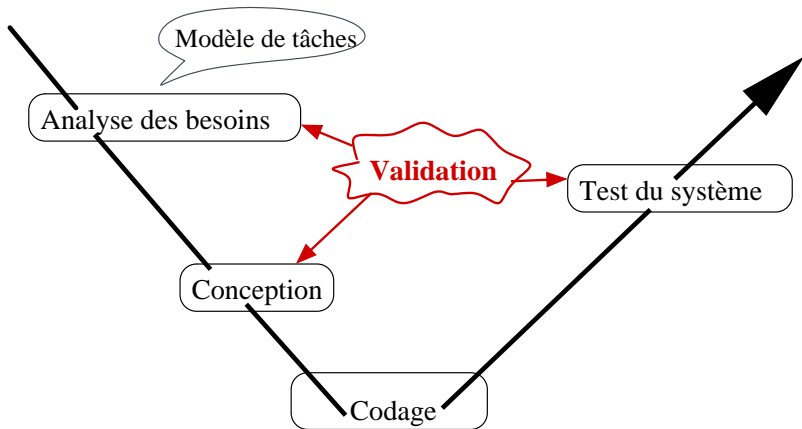 Modèle de tâches
Analyse des besoins
Validation
Test du système
Conception
Codage